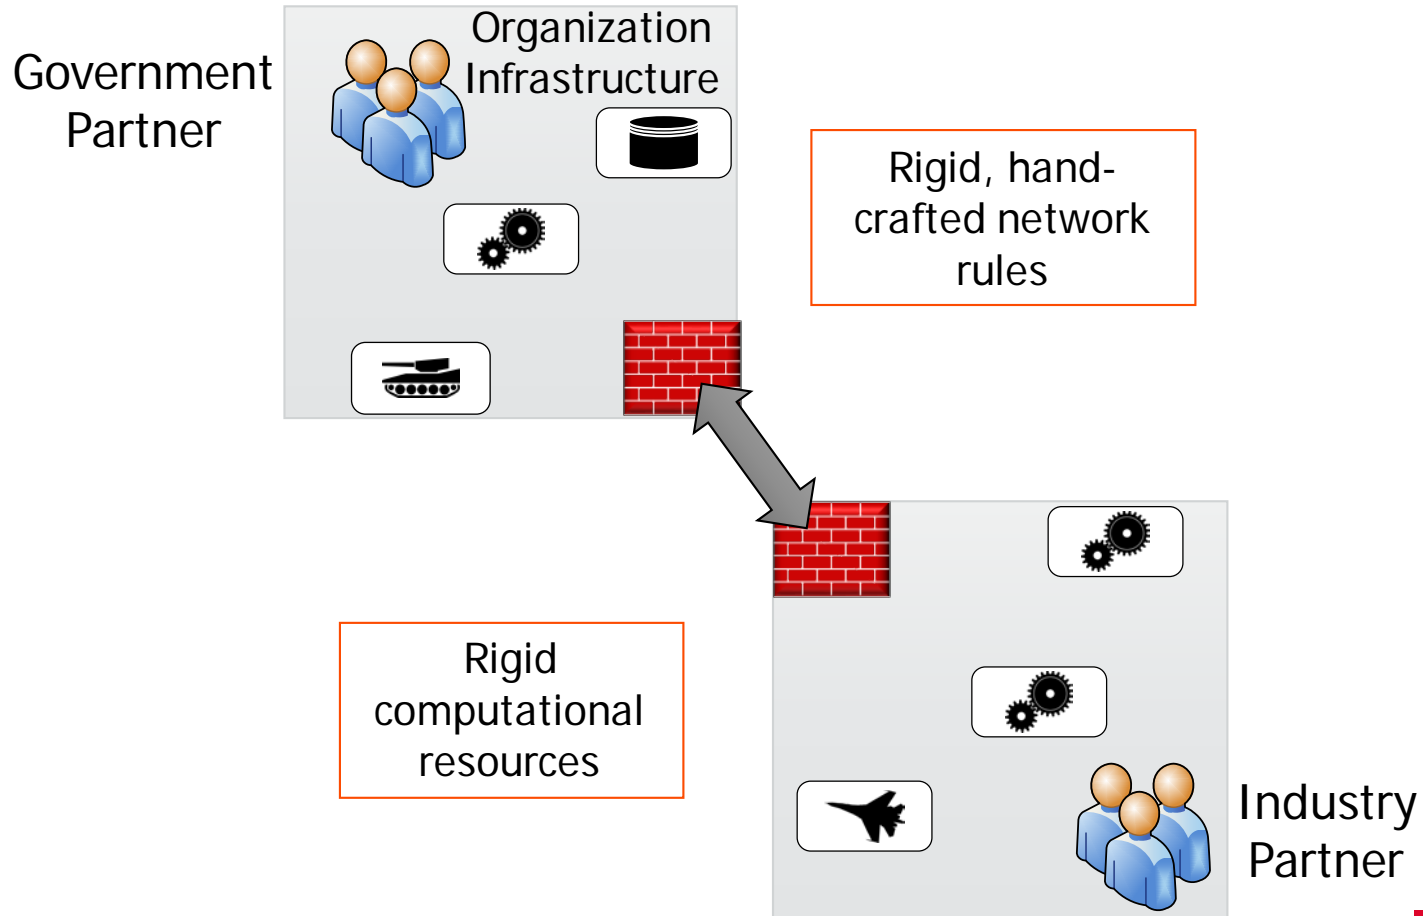 Government
Partner
Organization
Infrastructure
Rigid, hand-
crafted network
rules
Rigid
computational
resources
Industry
Partner